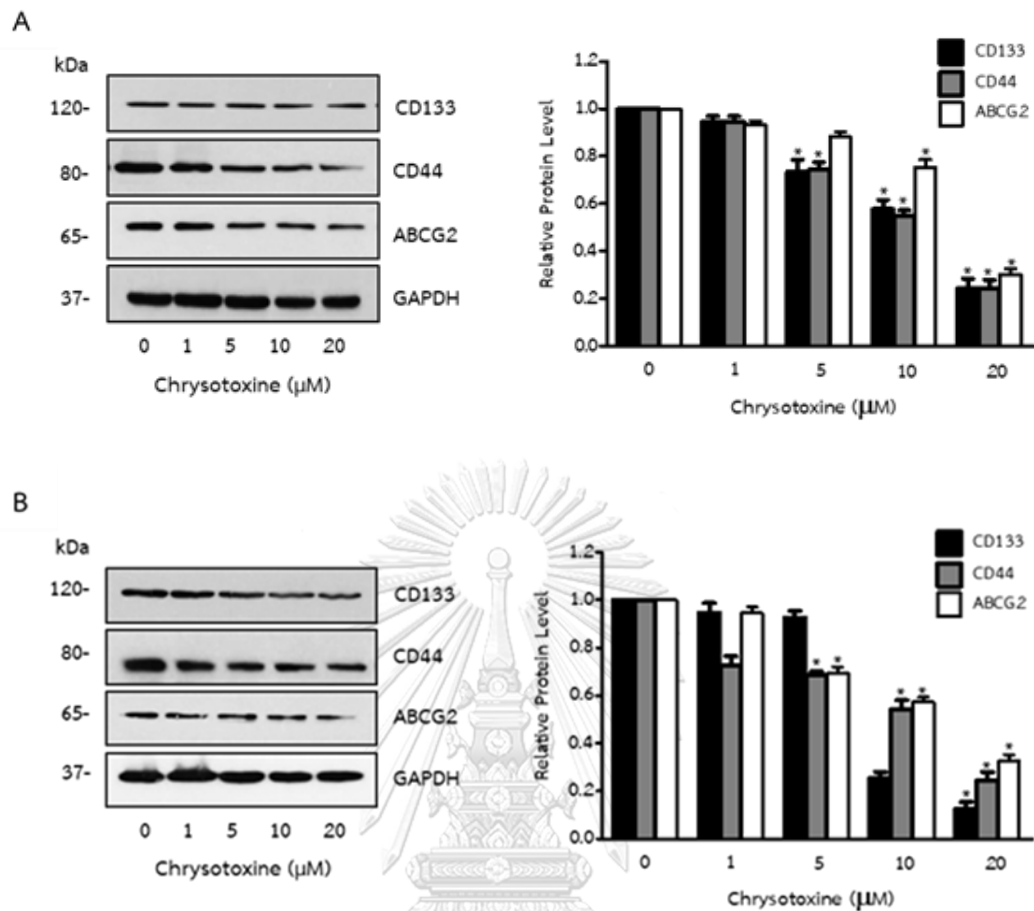 A
kDa
120-
80-
65-
37-
CD133
CD44
ABCG2
GAPDH
0 1 5 10 20
Chrysotoxine (µM)
CD133
CD44
ABCG2
Relative Protein Level
1.2
1.0
0.8
0.6
0.4
0.2
0.0
* *
* * *
* * *
0 1 5 10 20
Chrysotoxine (µM)
B
kDa
120-
80-
65-
37-
CD133
CD44
ABCG2
GAPDH
0 1 5 10 20
Chrysotoxine (µM)
CD133
CD44
ABCG2
Relative Protein Level
1.2
1.0
0.8
0.6
0.4
0.2
0.0
* *
* *
* * *
0 1 5 10 20
Chrysotoxine (µM)